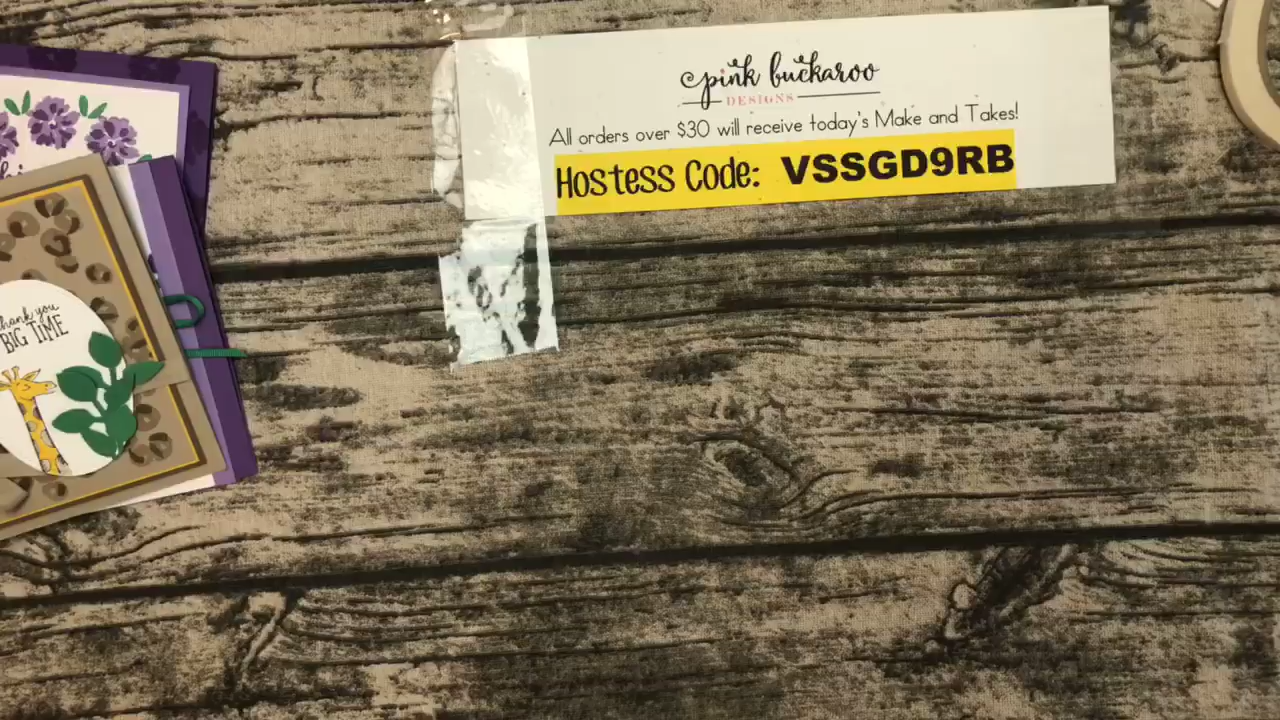 pink buckaroo
DESIGNS
All orders over $30 will receive today's Make and Takes!
Hostess Code: VSSGD9RB
thank you
BIG TIME